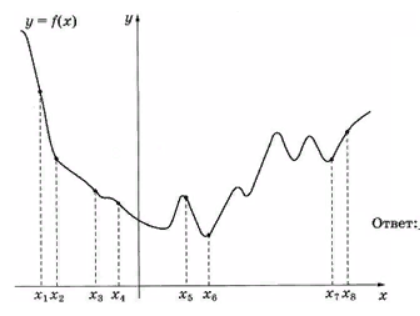 y = f(x)
y
Ответ:
x₁ x₂ x₃ x₄ x₅ x₆ x₇ x₈ x